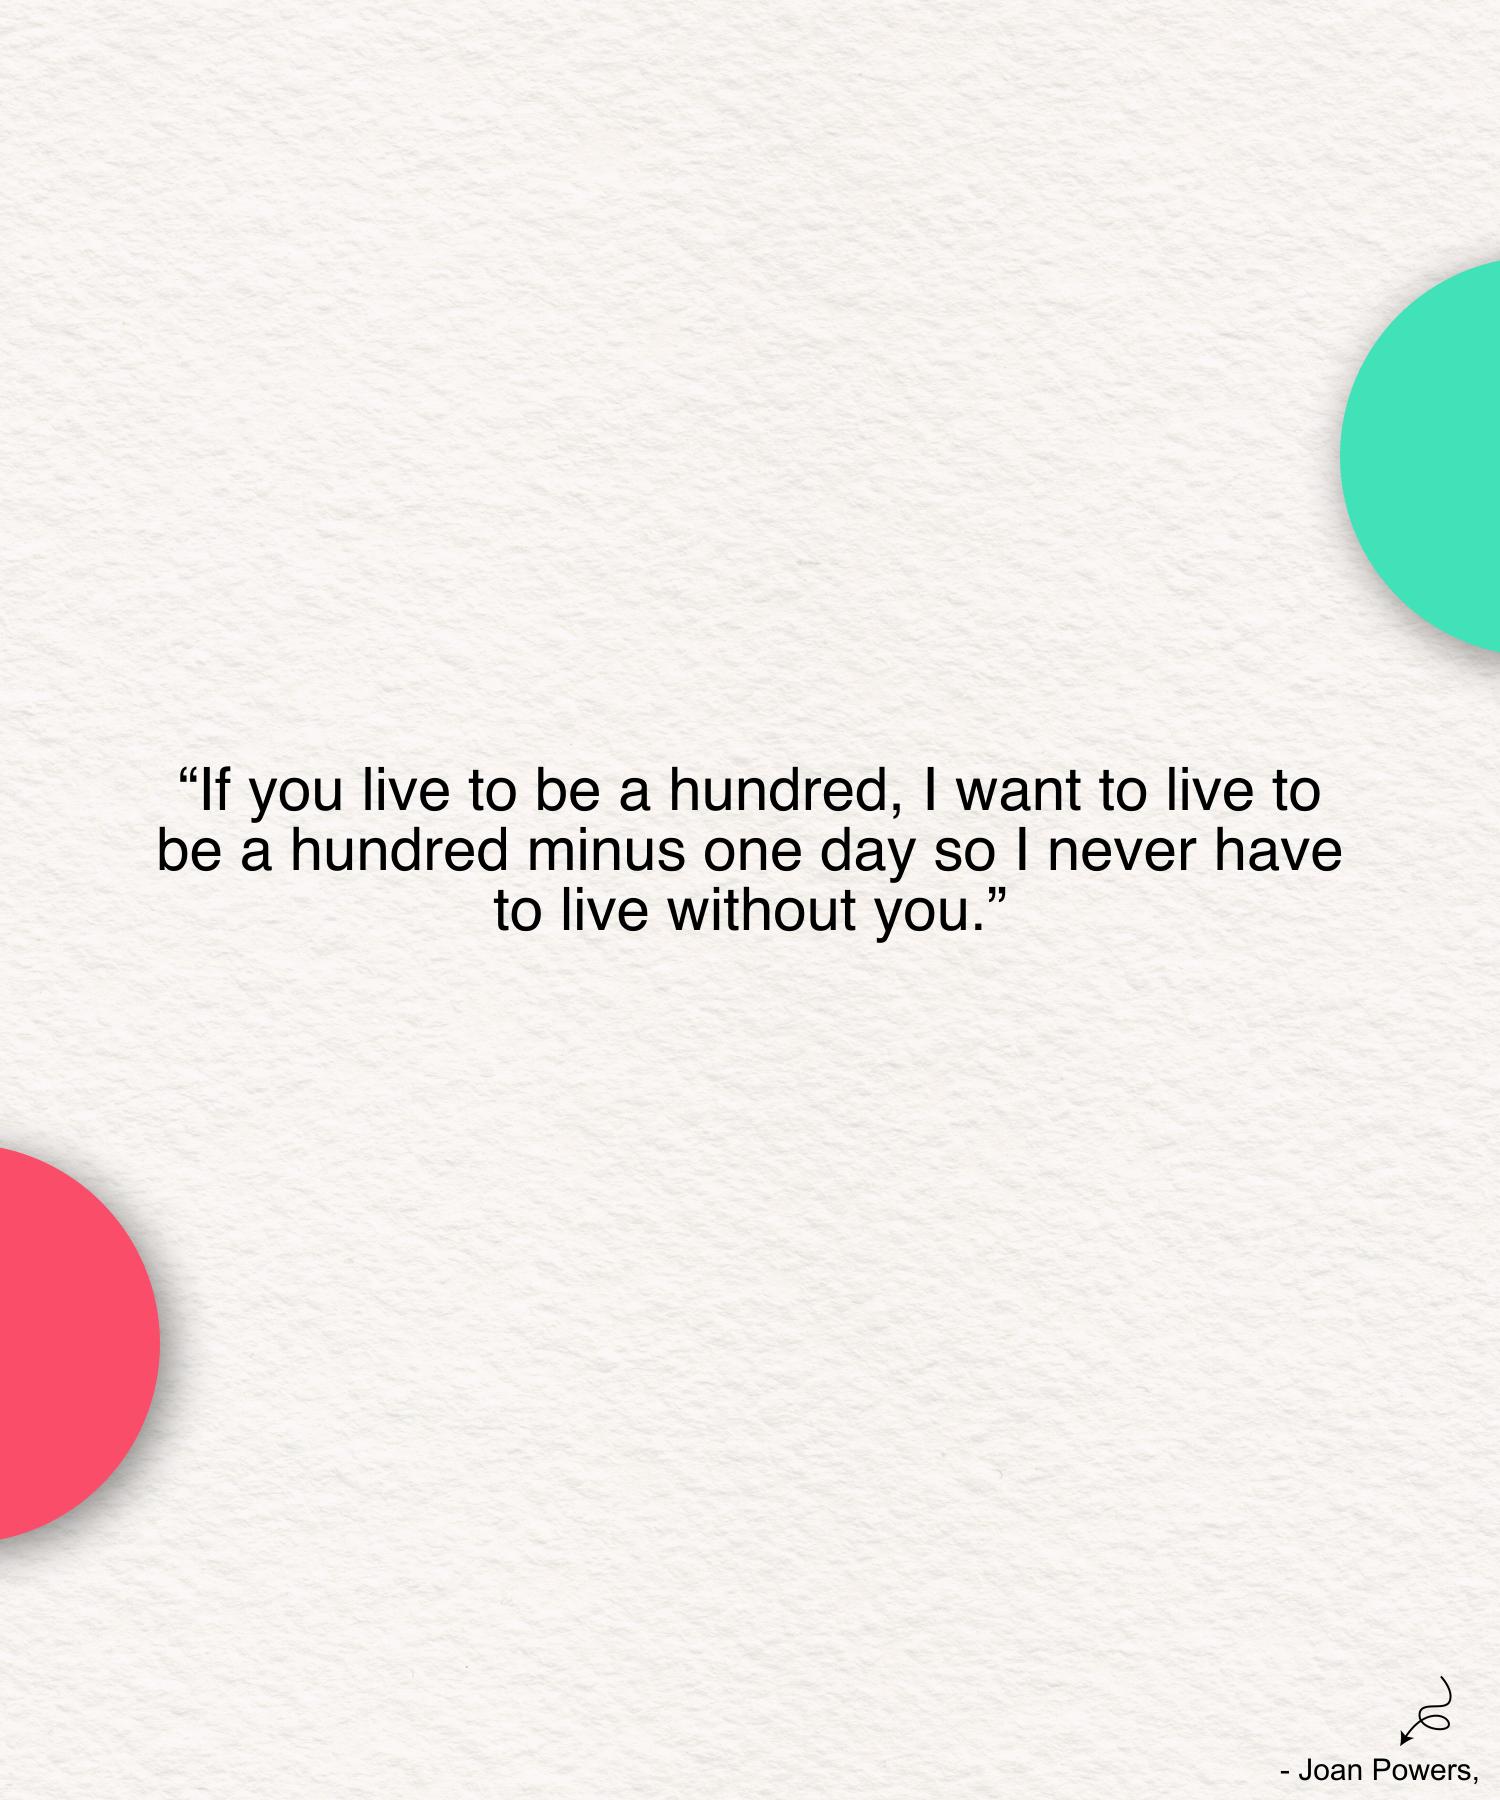 “If you live to be a hundred, I want to live to
be a hundred minus one day so I never have
to live without you.”
- Joan Powers,